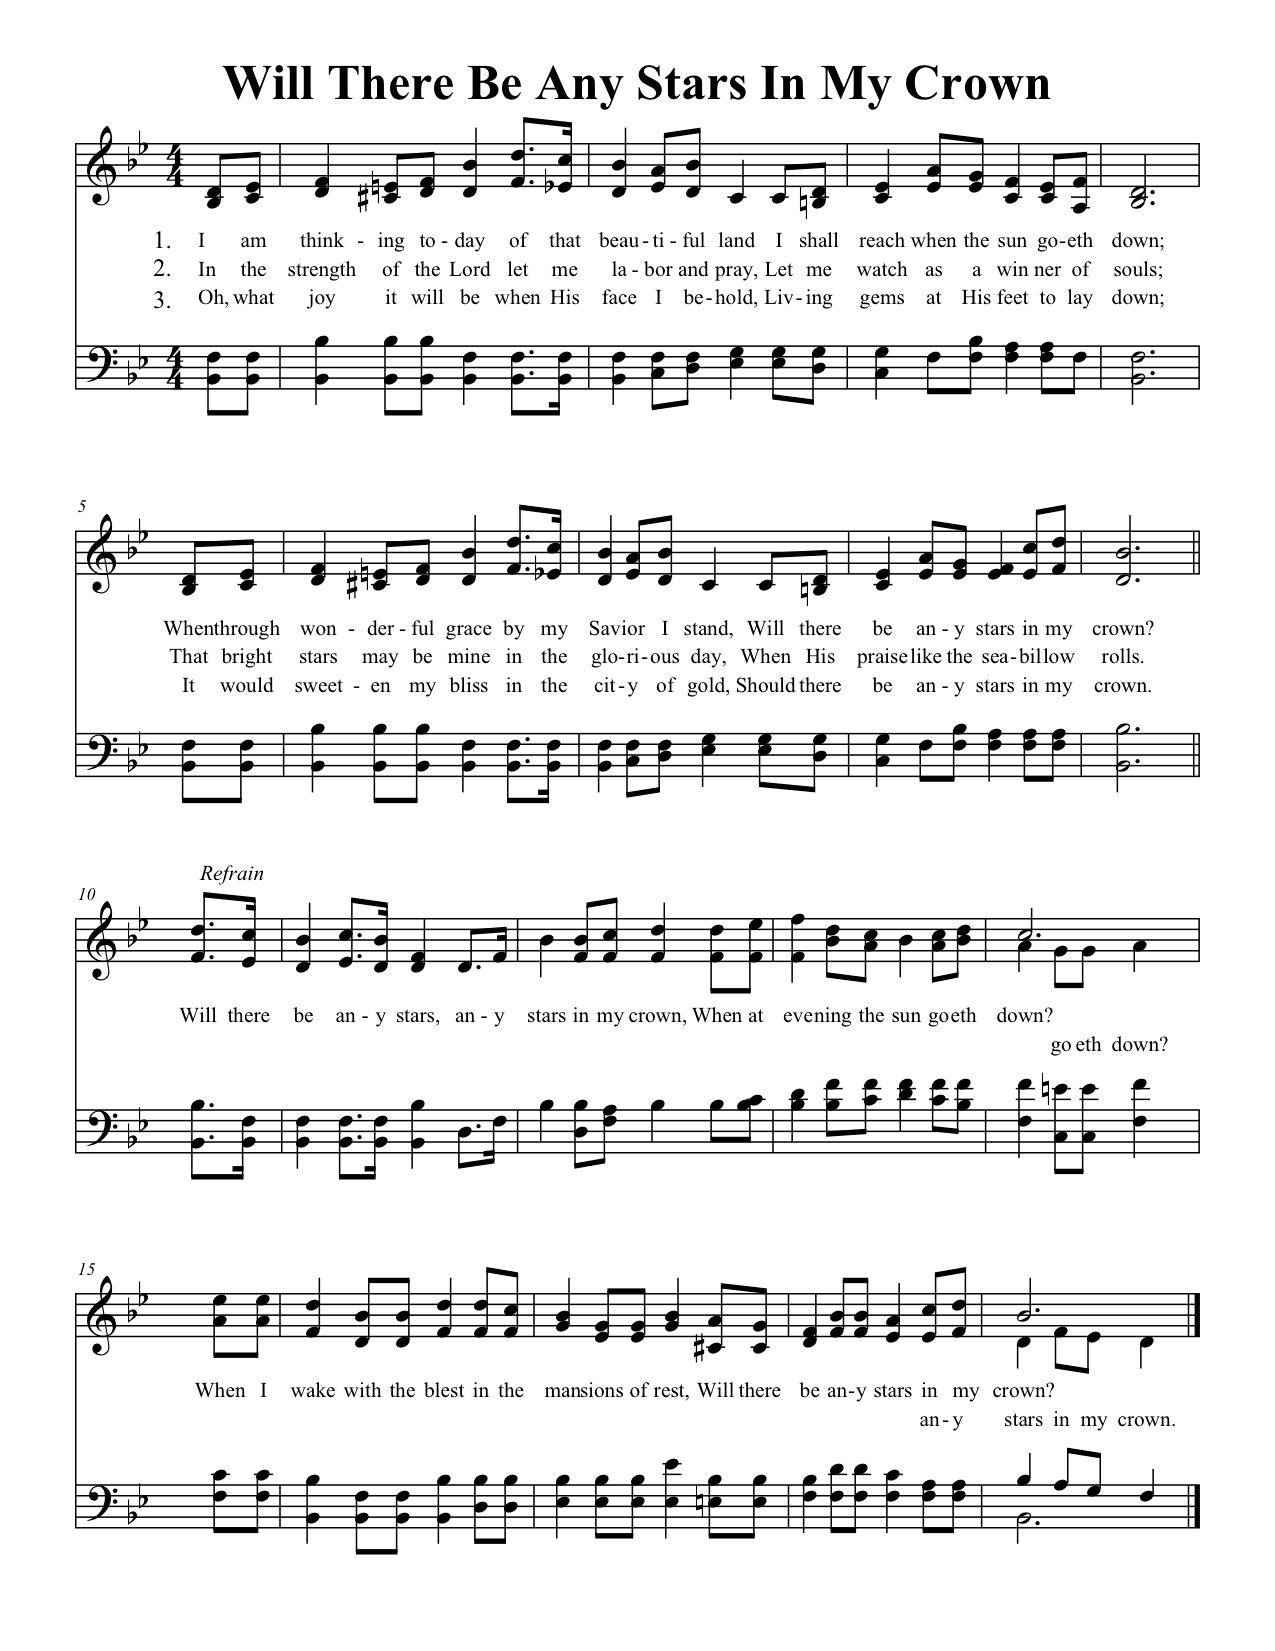 Will There Be Any Stars In My Crown
4 4
1. I am think - ing to - day of that beau - ti - ful land I shall reach when the sun go - eth down;
2. In the strength of the Lord let me la - bor and pray, Let me watch as a win ner of souls;
3. Oh, what joy it will be when His face I be - hold, Liv - ing gems at His feet to lay down;
4 4
5
Whenthrough won - der - ful grace by my Savior I stand, Will there be an - y stars in my crown?
That bright stars may be mine in the glo - ri - ous day, When His praise like the sea - billow rolls.
It would sweet - en my bliss in the cit - y of gold, Should there be an - y stars in my crown.
Refrain
10
Will there be an - y stars, an - y stars in my crown, When at evening the sun goeth down?
go eth down?
15
When I wake with the blest in the mansions of rest, Will there be an - y stars in my crown?
an - y stars in my crown.